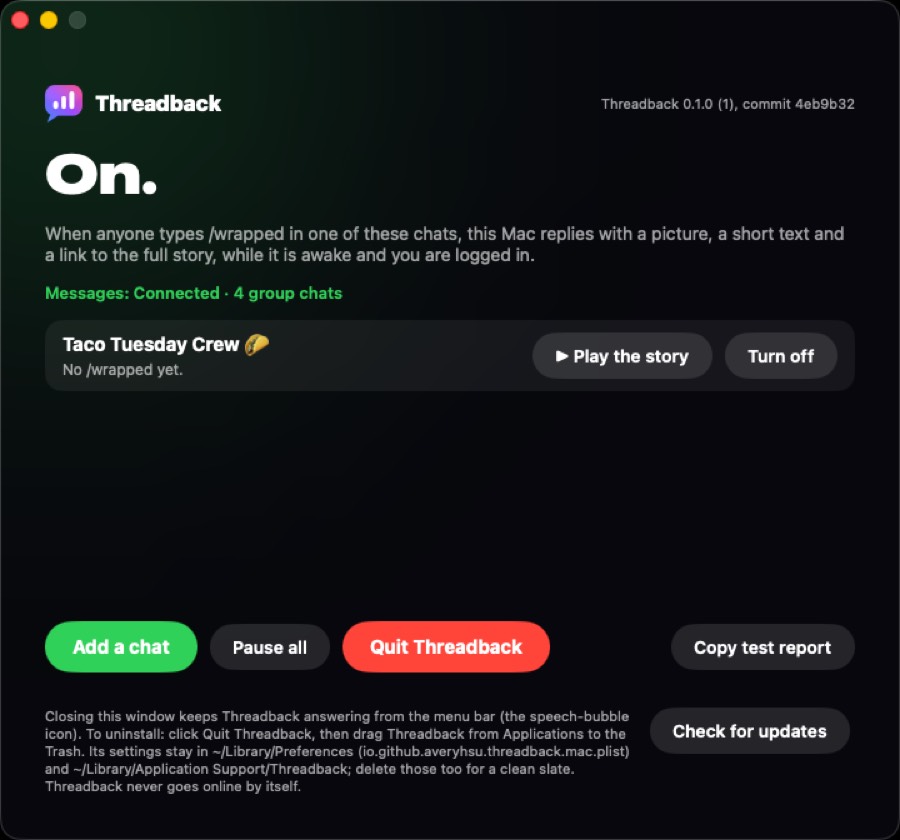 Threadback
Threadback 0.1.0 (1), commit 4eb9b32
On.
When anyone types /wrapped in one of these chats, this Mac replies with a picture, a short text and
a link to the full story, while it is awake and you are logged in.
Messages: Connected · 4 group chats
Taco Tuesday Crew 🌮
No /wrapped yet.
▶ Play the story
Turn off
Add a chat
Pause all
Quit Threadback
Copy test report
Closing this window keeps Threadback answering from the menu bar (the speech-bubble
icon). To uninstall: click Quit Threadback, then drag Threadback from Applications to the
Trash. Its settings stay in ~/Library/Preferences (io.github.averyhsu.threadback.mac.plist)
and ~/Library/Application Support/Threadback; delete those too for a clean slate.
Threadback never goes online by itself.
Check for updates